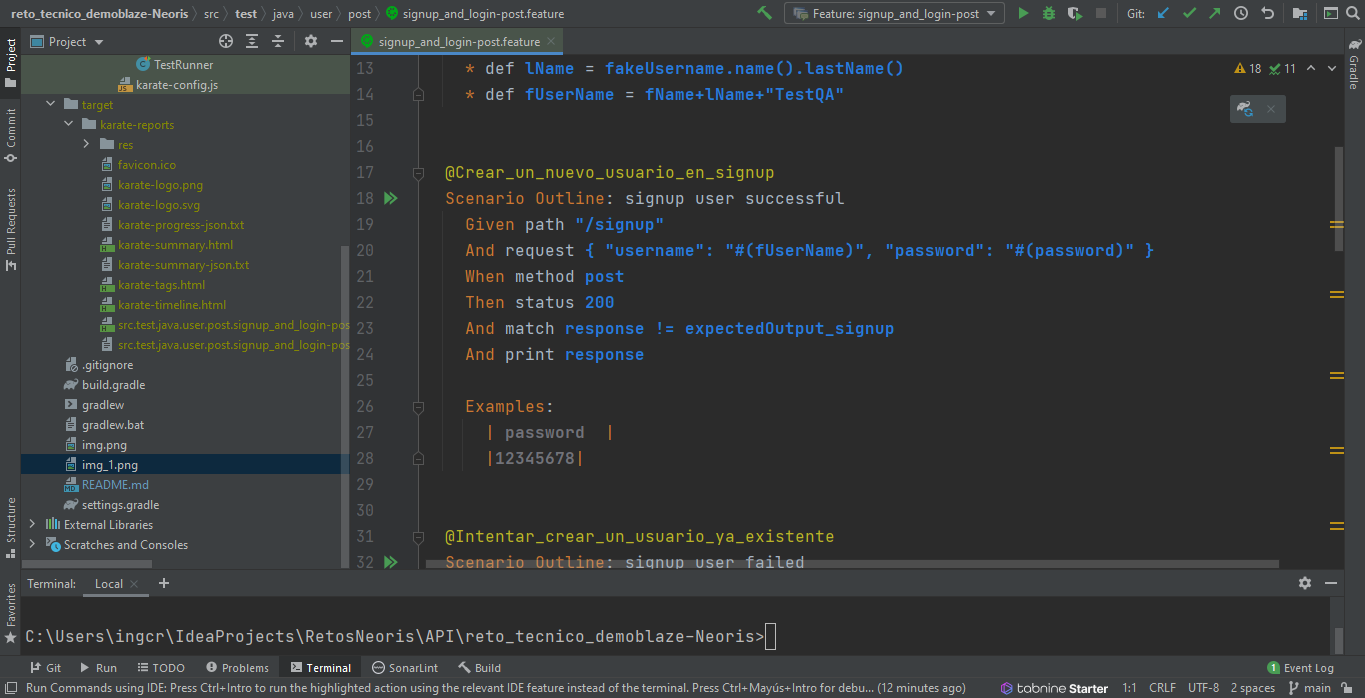 reto_tecnico_demoblaze-Neoris > src > test > java > user > post > signup_and_login-post.feature
Feature: signup_and_login-post
Git:
Project
signup_and_login-post.feature
Project
Commit
Pull Requests
Structure
Favorites
Gradle
TestRunner
karate-config.js
target
karate-reports
res
favicon.ico
karate-logo.png
karate-logo.svg
karate-progress-json.txt
karate-summary.html
karate-summary-json.txt
karate-tags.html
karate-timeline.html
src.test.java.user.post.signup_and_login-pos
src.test.java.user.post.signup_and_login-pos
.gitignore
build.gradle
gradlew
gradlew.bat
img.png
img_1.png
README.md
settings.gradle
External Libraries
Scratches and Consoles
18 11
13 * def lName = fakeUsername.name().lastName()
14 * def fUserName = fName+lName+"TestQA"
15
16
17 @Crear_un_nuevo_usuario_en_signup
18 Scenario Outline: signup user successful
19 Given path "/signup"
20 And request { "username": "#(fUserName)", "password": "#(password)" }
21 When method post
22 Then status 200
23 And match response != expectedOutput_signup
24 And print response
25
26 Examples:
27 | password |
28 |12345678|
29
30
31 @Intentar_crear_un_usuario_ya_existente
32 Scenario Outline: signup user failed
Terminal: Local
C:\Users\ingcr\IdeaProjects\RetosNeoris\API\reto_tecnico_demoblaze-Neoris>
Git Run TODO Problems Terminal SonarLint Build
1 Event Log
Run Commands using IDE: Press Ctrl+Intro to run the highlighted action using the relevant IDE feature instead of the terminal. Press Ctrl+Mayús+Intro for debu... (12 minutes ago)
tabnine Starter 1:1 CRLF UTF-8 2 spaces main